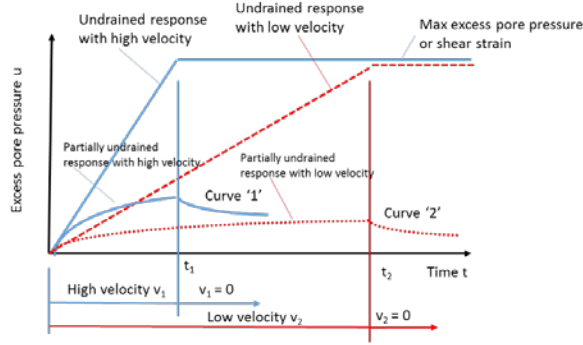 Undrained response
with high velocity
Undrained response
with low velocity
Max excess pore pressure
or shear strain
Excess pore pressure u
Partially undrained
response with high velocity
Partially undrained
response with low velocity
Curve '1'
Curve '2'
t1
t2
Time t
High velocity v1
v1 = 0
Low velocity v2
v2 = 0